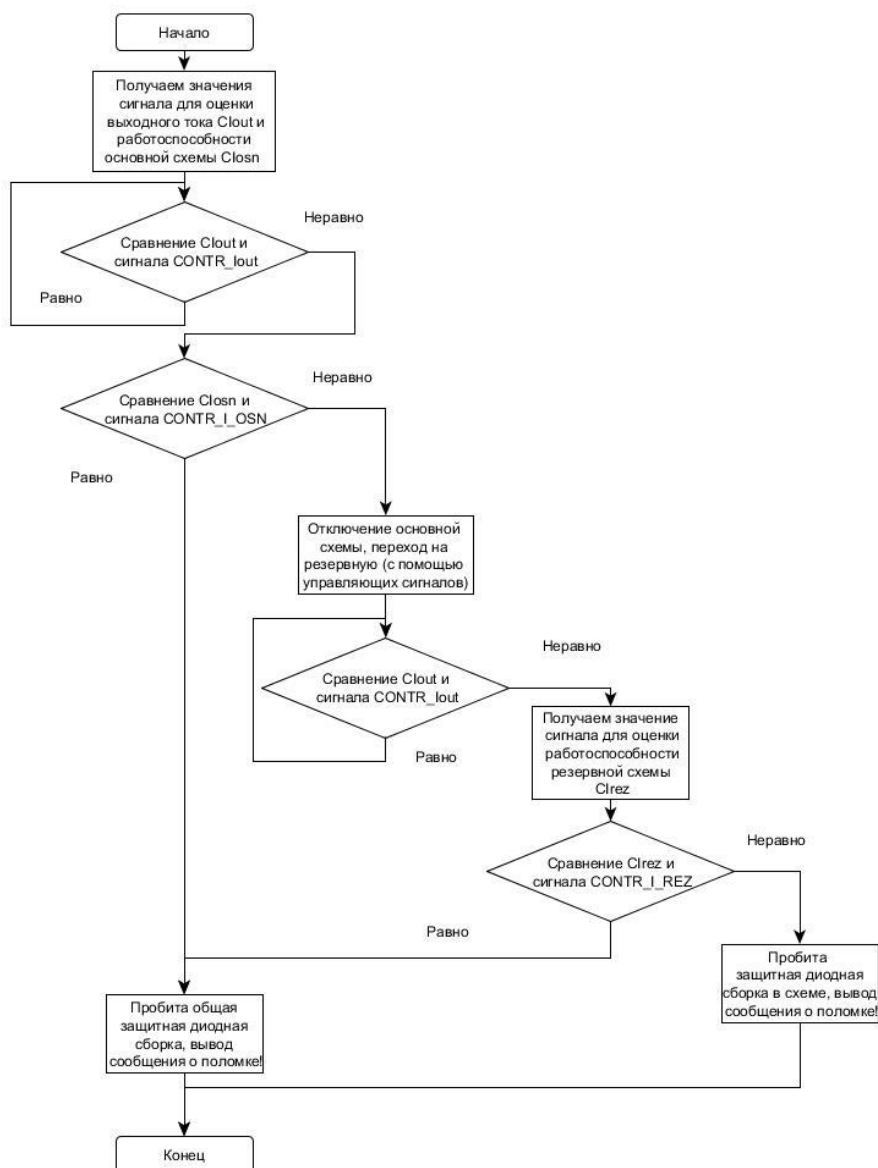 Начало
Получаем значения
сигнала для оценки
выходного тока CIout и
работоспособности
основной схемы CIosn
Неравно
Сравнение CIout и
сигнала CONTR_Iout
Равно
Неравно
Сравнение CIosn и
сигнала CONTR_I_OSN
Равно
Отключение основной
схемы, переход на
резервную (с помощью
управляющих сигналов)
Неравно
Сравнение CIout и
сигнала CONTR_Iout
Равно
Получаем значение
сигнала для оценки
работоспособности
резервной схемы
CIrez
Неравно
Сравнение CIrez и
сигнала CONTR_I_REZ
Равно
Пробита
защитная диодная
сборка в схеме, вывод
сообщения о поломке!
Пробита общая
защитная диодная
сборка, вывод
сообщения о поломке!
Конец